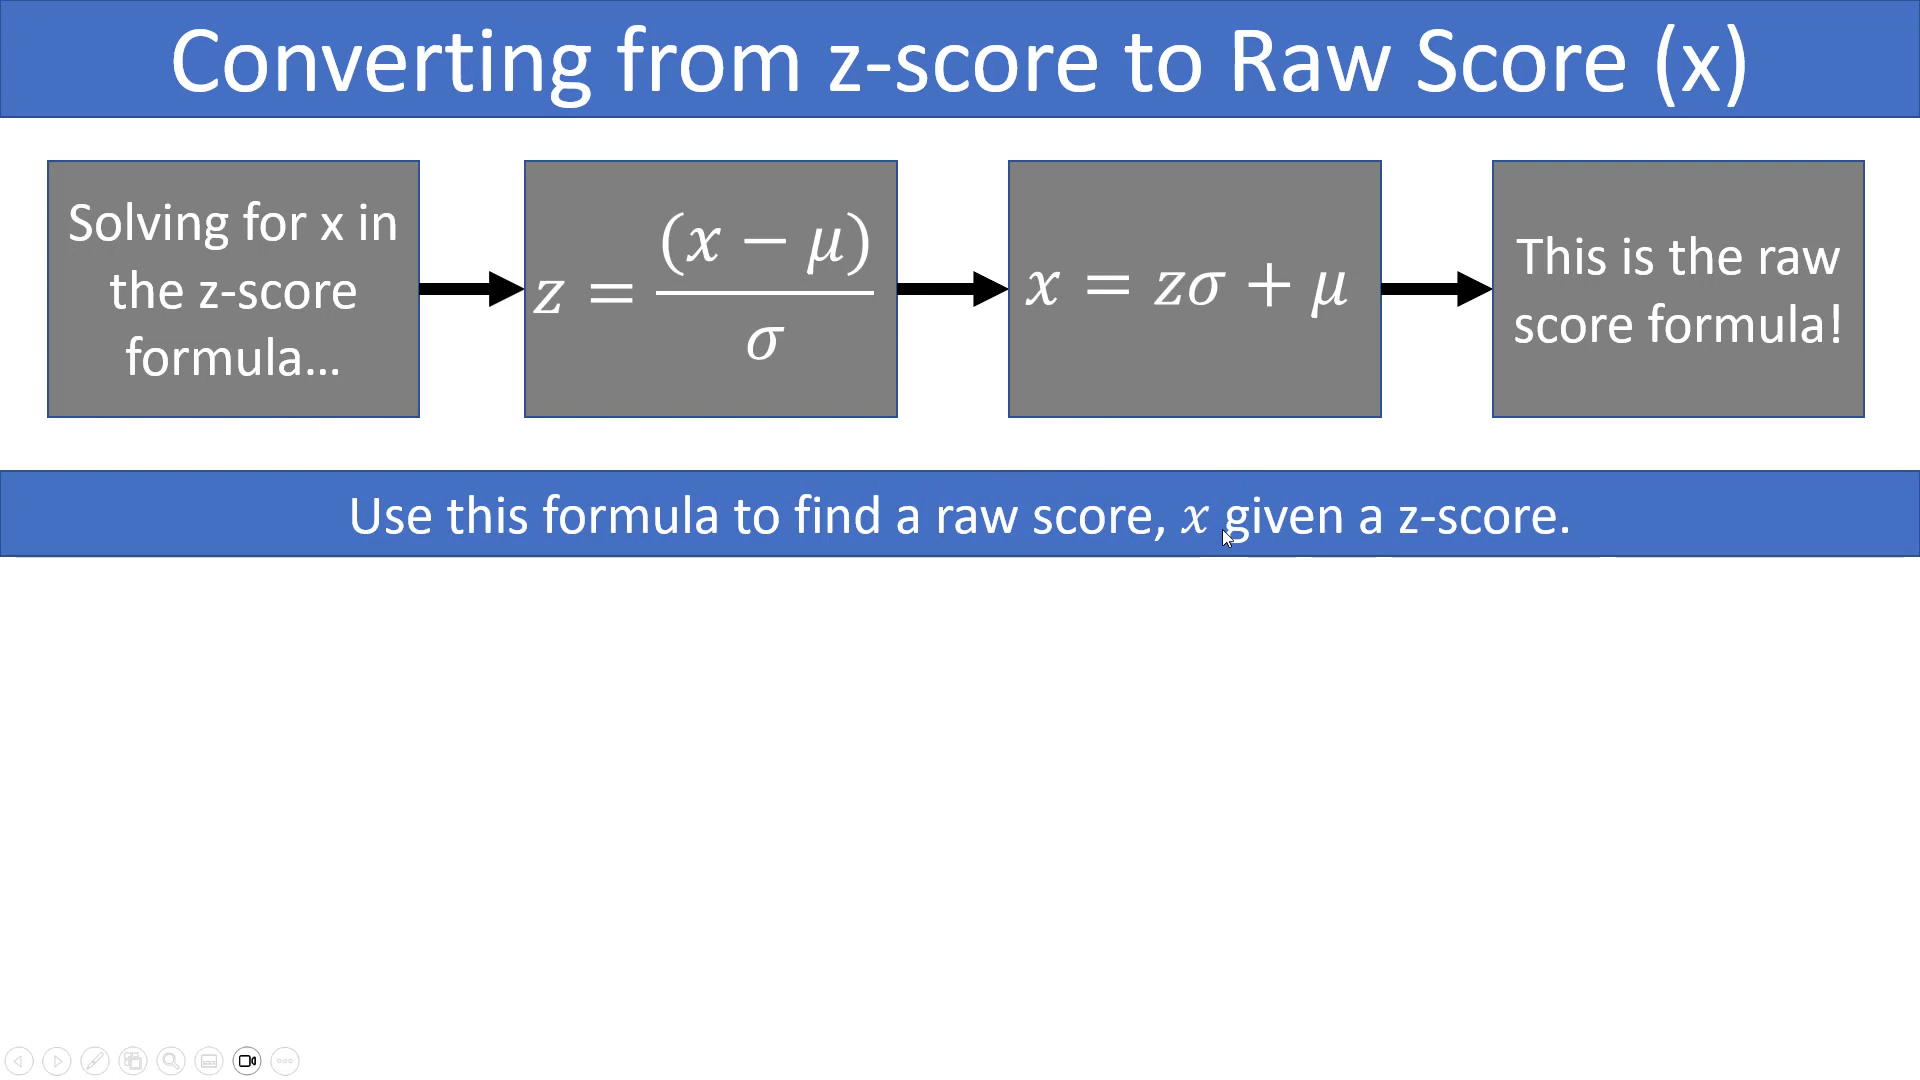 Converting from z-score to Raw Score (x)
Solving for x in
the z-score
formula...
z = (x − μ) / σ
x = zσ + μ
This is the raw
score formula!
Use this formula to find a raw score, x given a z-score.